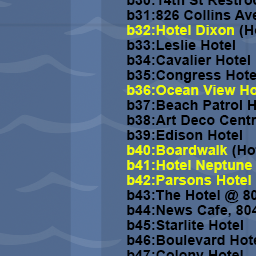 b30:14th St Restro
b31:826 Collins Ave
b32:Hotel Dixon (Ho
b33:Leslie Hotel
b34:Cavalier Hotel
b35:Congress Hote
b36:Ocean View Ho
b37:Beach Patrol H
b38:Art Deco Centr
b39:Edison Hotel
b40:Boardwalk (Hot
b41:Hotel Neptune
b42:Parsons Hotel
b43:The Hotel @ 80
b44:News Cafe, 804
b45:Starlite Hotel
b46:Boulevard Hote
b47:Colony Hotel